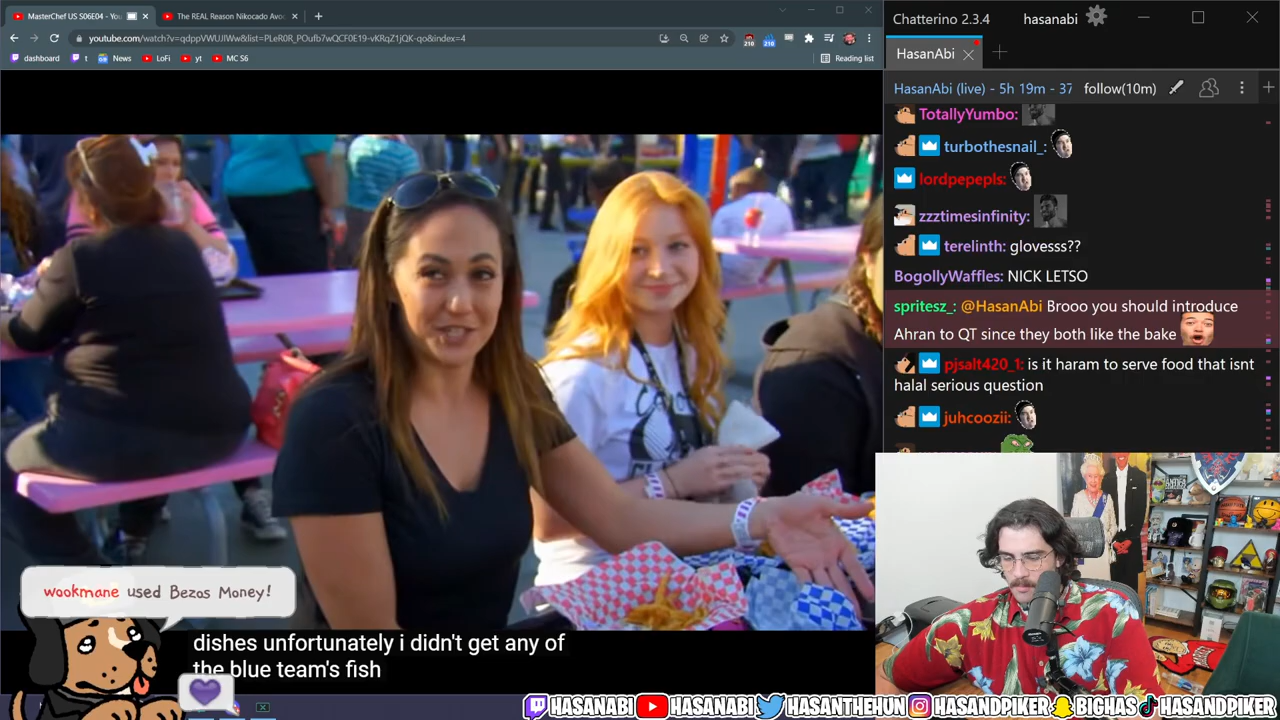 MasterChef US S06E04 - You
The REAL Reason Nikocado Avoc
youtube.com/watch?v=qdppVWUJIWw&list=PLeR0R_POufb7wQCF0E19-vKRqZ1jQK-qo&index=4
dashboard
t
News
LoFi
yt
MC S6
Reading list
210
210
Chatterino 2.3.4
hasanabi
HasanAbi
HasanAbi (live) - 5h 19m - 37
follow(10m)
TotallyYumbo:
turbothesnail_:
lordpepepls:
zzztimesinfinity:
terelinth: glovesss??
BogollyWaffles: NICK LETSO
spritesz_: @HasanAbi Brooo you should introduce
Ahran to QT since they both like the bake
pjsalt420_1: is it haram to serve food that isnt
halal serious question
juhcoozii:
wookmane used Bezos Money!
dishes unfortunately i didn't get any of
the blue team's fish
HASANABI
HASANABI
HASANTHEHUN
HASANDPIKER
BIGHAS
HASANDPIKER